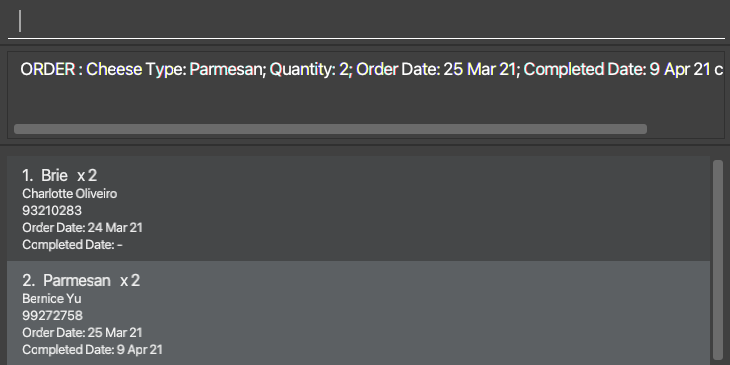 ORDER : Cheese Type: Parmesan; Quantity: 2; Order Date: 25 Mar 21; Completed Date: 9 Apr 21 c
1. Brie x 2
Charlotte Oliveiro
93210283
Order Date: 24 Mar 21
Completed Date: -
2. Parmesan x 2
Bernice Yu
99272758
Order Date: 25 Mar 21
Completed Date: 9 Apr 21